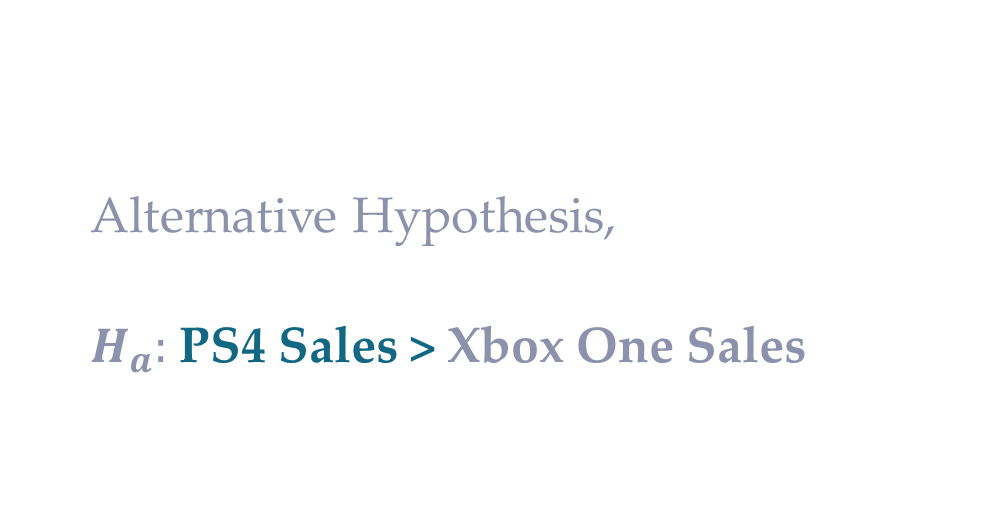 Alternative Hypothesis,
Hₐ: PS4 Sales > Xbox One Sales